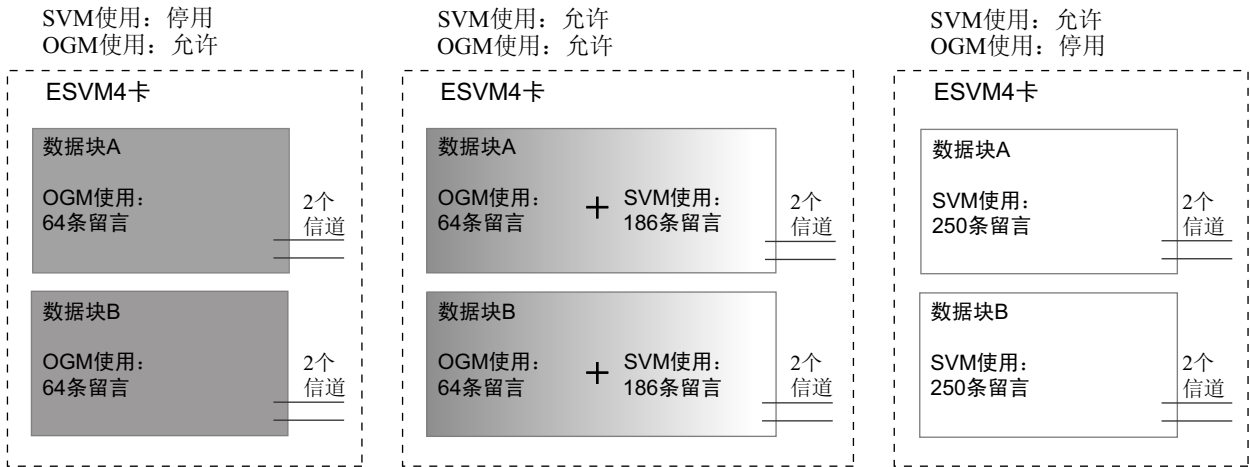 SVM使用：停用
OGM使用：允许
ESVM4卡
数据块A
OGM使用：
64条留言
2个
信道
数据块B
OGM使用：
64条留言
2个
信道
SVM使用：允许
OGM使用：允许
ESVM4卡
数据块A
OGM使用：
64条留言
+
SVM使用：
186条留言
2个
信道
数据块B
OGM使用：
64条留言
+
SVM使用：
186条留言
2个
信道
SVM使用：允许
OGM使用：停用
ESVM4卡
数据块A
SVM使用：
250条留言
2个
信道
数据块B
SVM使用：
250条留言
2个
信道